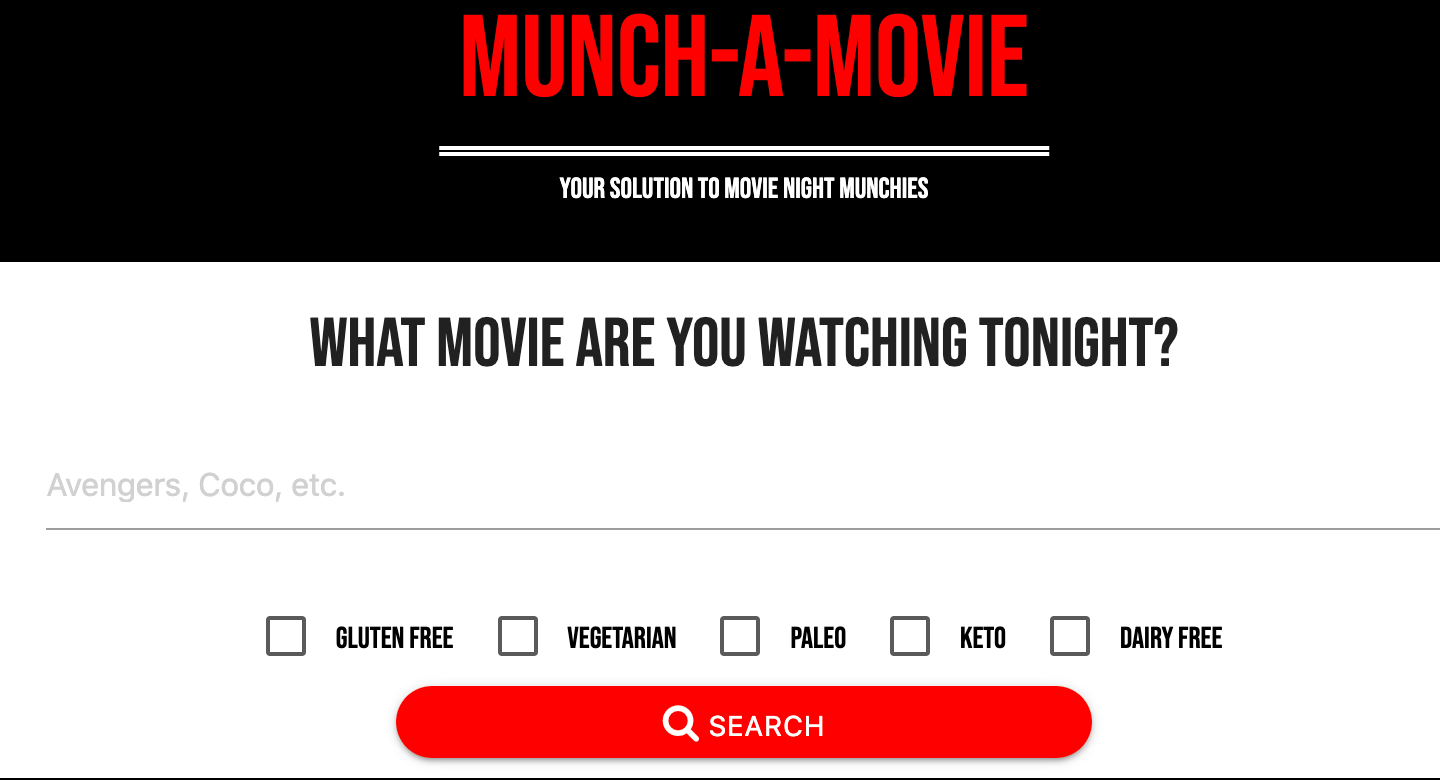 MUNCH-A-MOVIE
YOUR SOLUTION TO MOVIE NIGHT MUNCHIES
WHAT MOVIE ARE YOU WATCHING TONIGHT?
Avengers, Coco, etc.
GLUTEN FREE VEGETARIAN PALEO KETO DAIRY FREE
SEARCH